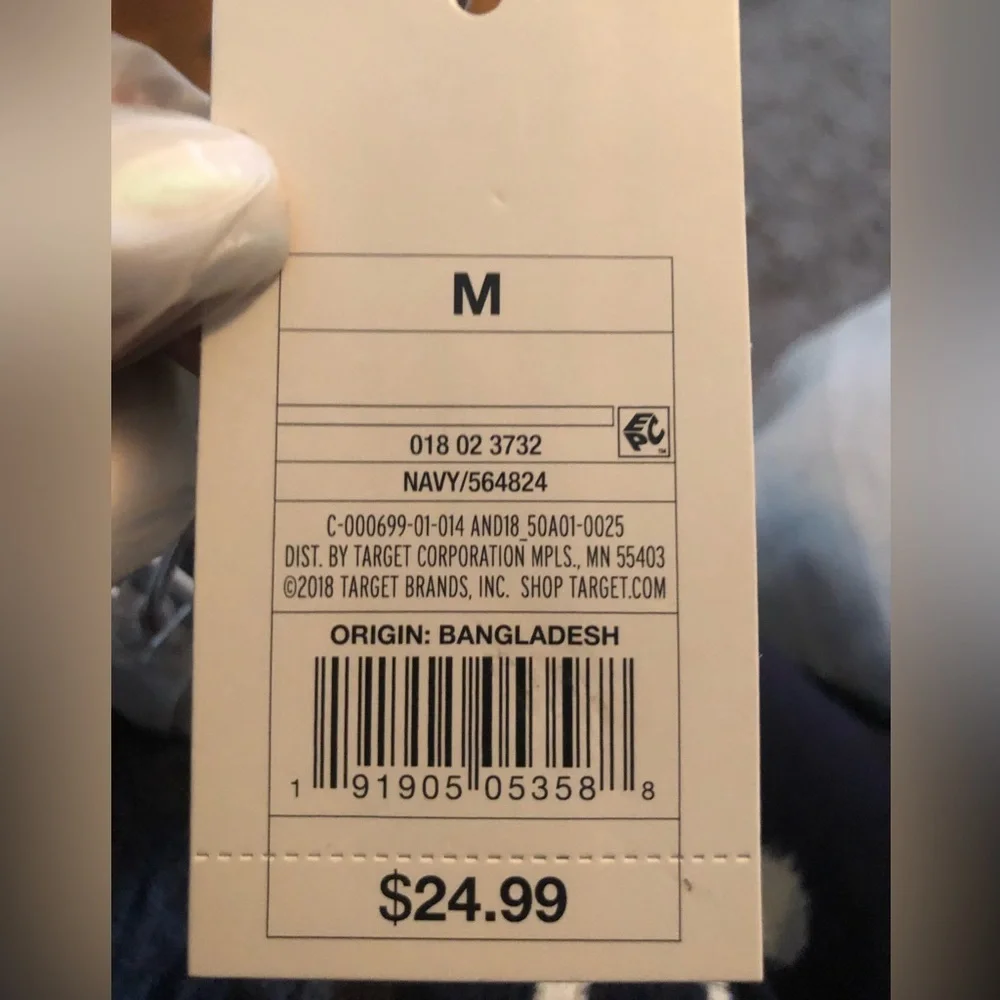 M
EPC™
018 02 3732
NAVY/564824
C-000699-01-014 AND18_50A01-0025
DIST. BY TARGET CORPORATION MPLS., MN 55403
©2018 TARGET BRANDS, INC. SHOP TARGET.COM
ORIGIN: BANGLADESH
1 91905 05358 8
$24.99